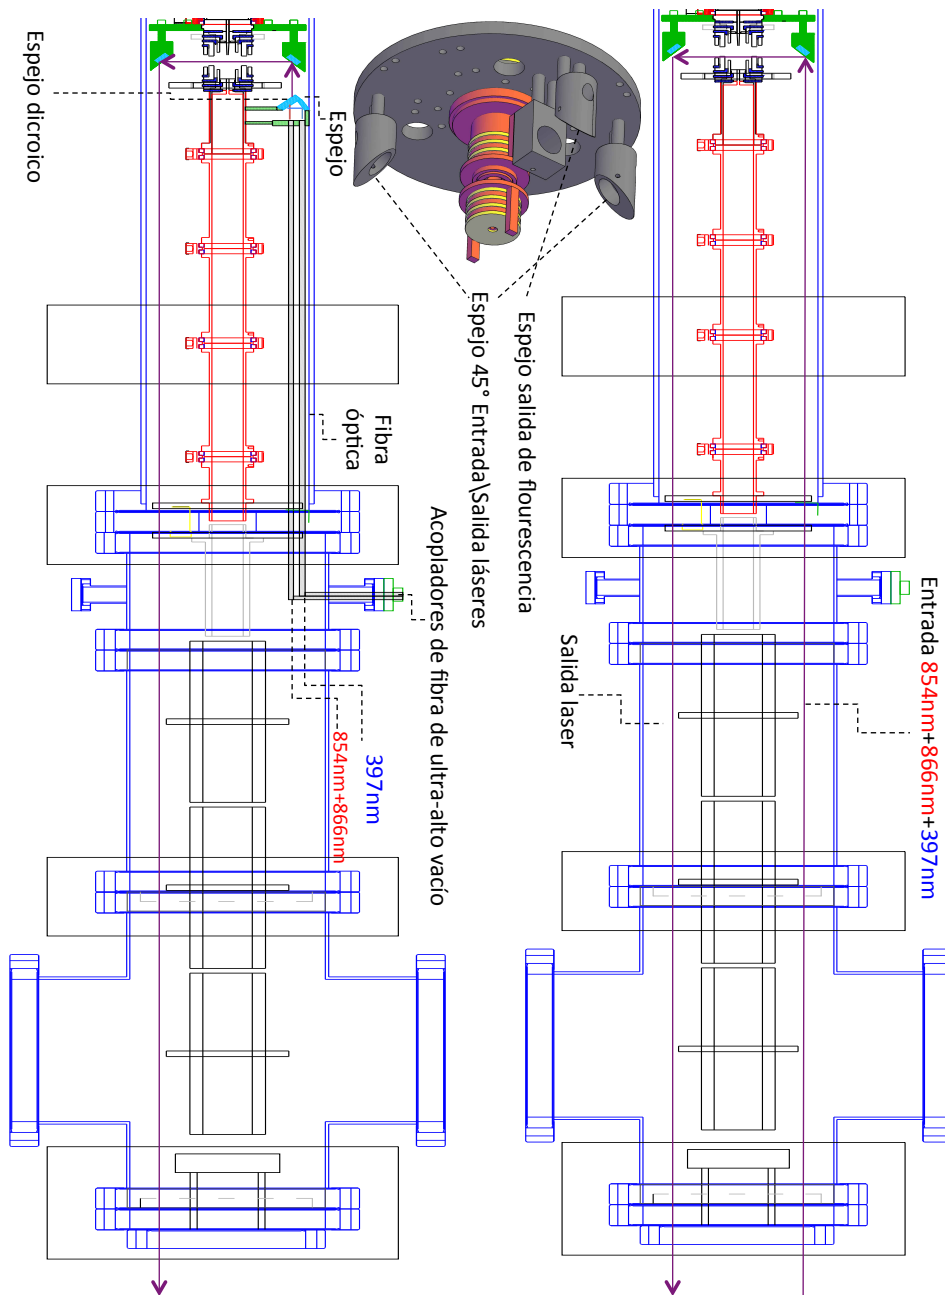 Entrada 854nm+866nm+397nm
Salida laser
Espejo salida de flourescencia
Espejo 45° Entrada\Salida láseres
Acopladores de fibra de ultra-alto vacío
397nm
854nm+866nm
Fibra
óptica
Espejo
Espejo dicroico